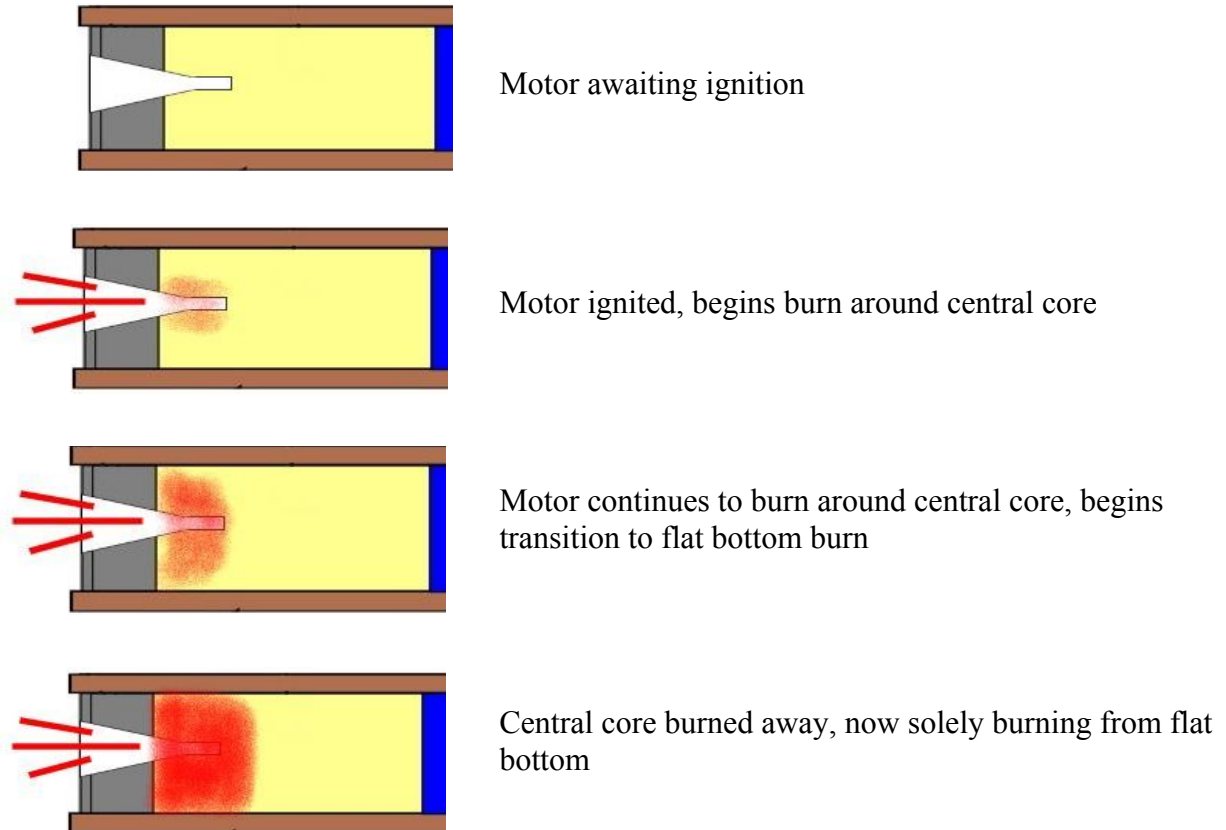 Motor awaiting ignition
Motor ignited, begins burn around central core
Motor continues to burn around central core, begins
transition to flat bottom burn
Central core burned away, now solely burning from flat
bottom